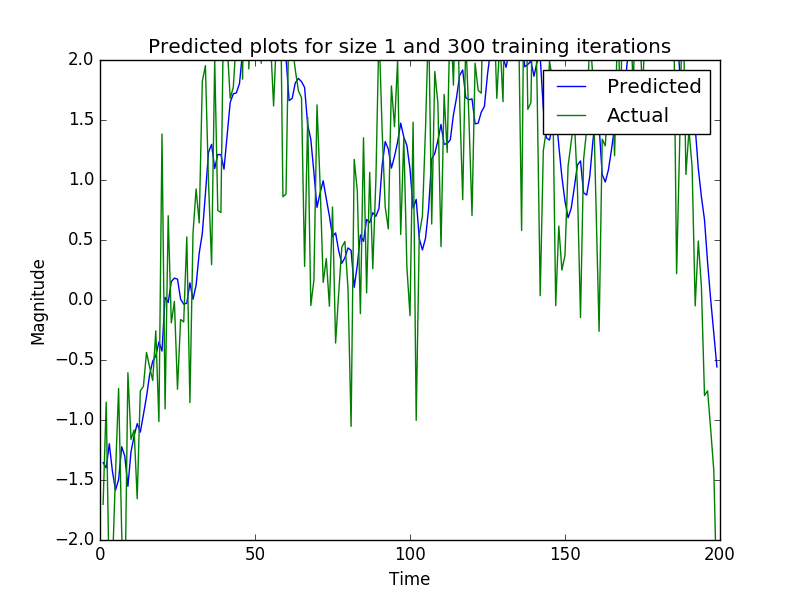 Predicted plots for size 1 and 300 training iterations
2.0
1.5
1.0
0.5
0.0
−0.5
−1.0
−1.5
−2.0
Magnitude
Predicted
Actual
0 50 100 150 200
Time